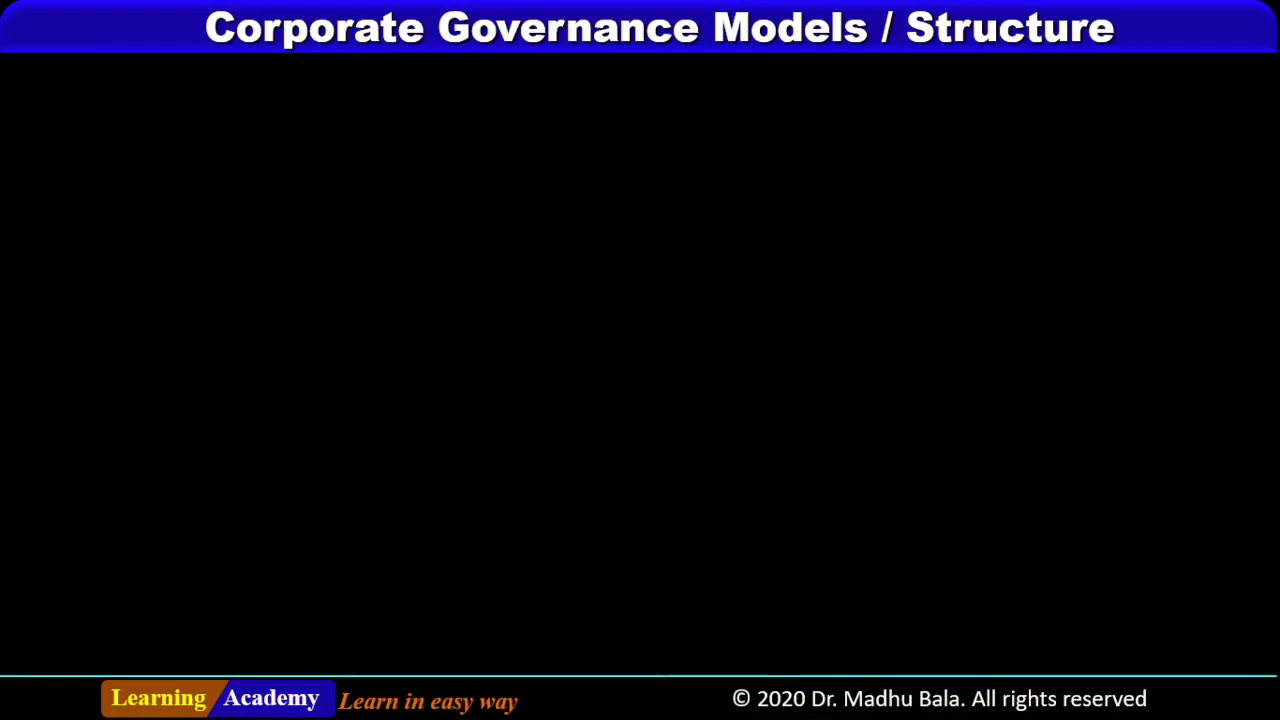 Corporate Governance Models / Structure
Learning Academy Learn in easy way
© 2020 Dr. Madhu Bala. All rights reserved